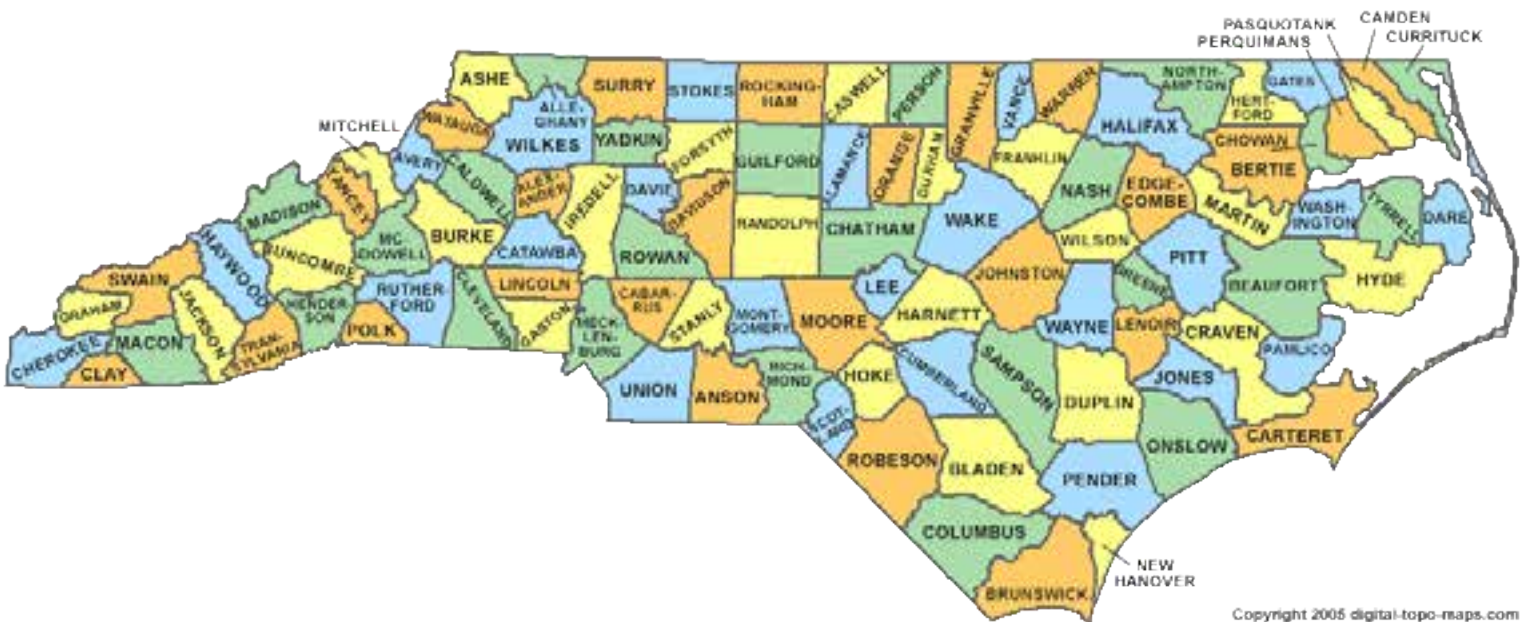 PASQUOTANK
CAMDEN
PERQUIMANS
CURRITUCK
ASHE
ALLE-
GHANY
SURRY
STOKES
ROCKING-
HAM
CASWELL
PERSON
GRANVILLE
VANCE
WARREN
NORTH-
AMPTON
HERT-
FORD
GATES
MITCHELL
WATAUGA
WILKES
YADKIN
FORSYTH
GUILFORD
ALAMANCE
ORANGE
DURHAM
FRANKLIN
HALIFAX
CHOWAN
BERTIE
AVERY
CALDWELL
ALEX-
ANDER
IREDELL
DAVIE
DAVIDSON
RANDOLPH
CHATHAM
WAKE
NASH
EDGE-
COMBE
MARTIN
WASH-
INGTON
TYRRELL
DARE
MADISON
YANCEY
MC
DOWELL
BURKE
CATAWBA
ROWAN
HAYWOOD
BUNCOMBE
WILSON
PITT
BEAUFORT
HYDE
SWAIN
GRAHAM
JACKSON
HENDER
SON
RUTHER
FORD
CLEVELAND
LINCOLN
GASTON
CABAR-
RUS
STANLY
MONT-
GOMERY
MOORE
LEE
HARNETT
JOHNSTON
GREENE
CHEROKEE
MACON
CLAY
TRAN-
SYLVANIA
POLK
MECK-
LEN-
BURG
UNION
ANSON
RICH-
MOND
SCOT-
LAND
HOKE
CUMBERLAND
SAMPSON
WAYNE
LENOIR
CRAVEN
PAMLICO
JONES
DUPLIN
ONSLOW
CARTERET
ROBESON
BLADEN
PENDER
COLUMBUS
BRUNSWICK
NEW
HANOVER
Copyright 2005 digital-topo-maps.com